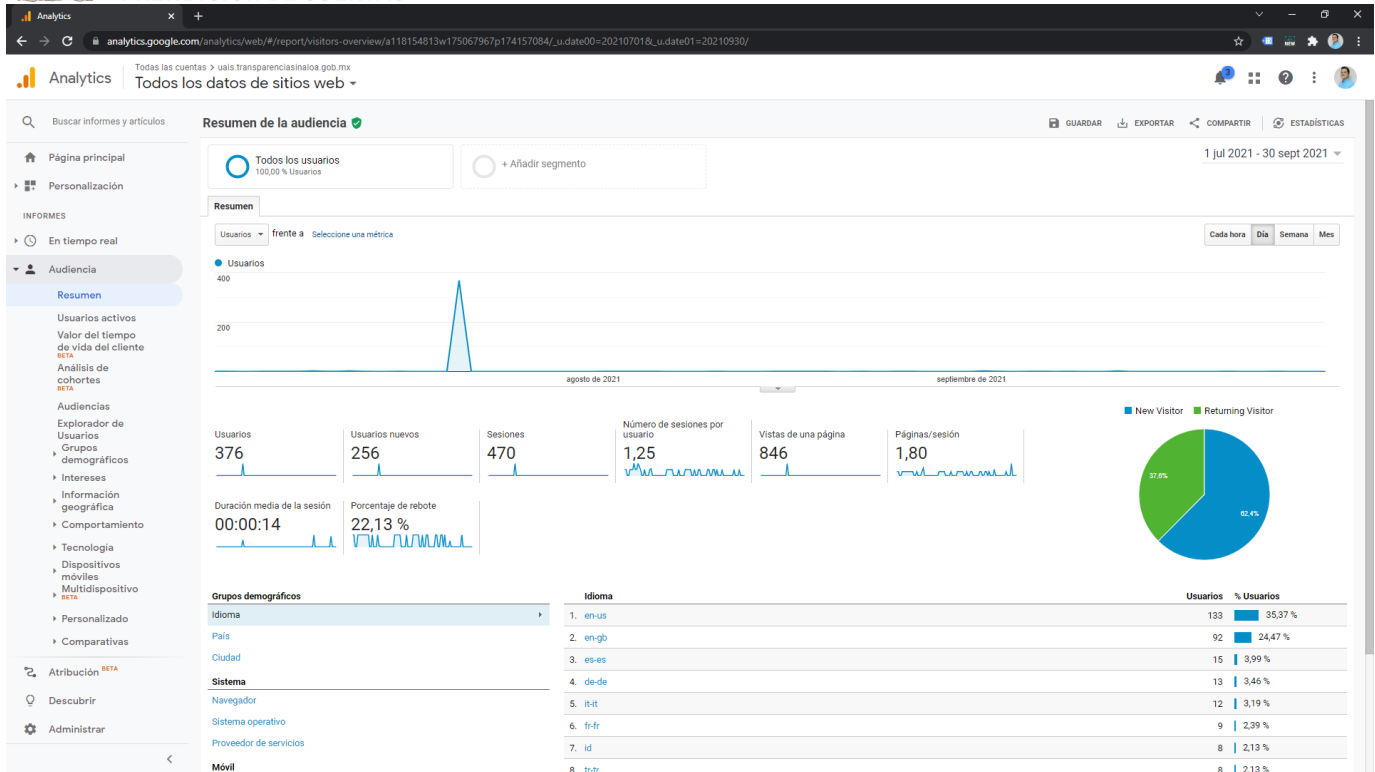 Analytics
analytics.google.com/analytics/web/#/report/visitors-overview/a118154813w175067967p174157084/_u.date00=20210701&_u.date01=20210930/
NEW
Analytics
Todas las cuentas > uais.transparenciasinaloa.gob.mx
Todos los datos de sitios web
3
Buscar informes y artículos
Página principal
Personalización
INFORMES
En tiempo real
Audiencia
Resumen
Usuarios activos
Valor del tiempo
de vida del cliente
BETA
Análisis de
cohortes
BETA
Audiencias
Explorador de
Usuarios
Grupos
demográficos
Intereses
Información
geográfica
Comportamiento
Tecnología
Dispositivos
móviles
Multidispositivo
BETA
Personalizado
Comparativas
Atribución BETA
Descubrir
Administrar
Resumen de la audiencia
GUARDAR
EXPORTAR
COMPARTIR
ESTADÍSTICAS
Todos los usuarios
100,00 % Usuarios
+ Añadir segmento
1 jul 2021 - 30 sept 2021
Resumen
Usuarios frente a Seleccione una métrica
Cada hora Día Semana Mes
Usuarios
400
200
agosto de 2021
septiembre de 2021
New Visitor
Returning Visitor
37,6%
62,4%
Usuarios
376
Usuarios nuevos
256
Sesiones
470
Número de sesiones por
usuario
1,25
Vistas de una página
846
Páginas/sesión
1,80
Duración media de la sesión
00:00:14
Porcentaje de rebote
22,13 %
Grupos demográficos
Idioma
País
Ciudad
Sistema
Navegador
Sistema operativo
Proveedor de servicios
Móvil
Idioma Usuarios % Usuarios
1. en-us 133 35,37 %
2. en-gb 92 24,47 %
3. es-es 15 3,99 %
4. de-de 13 3,46 %
5. it-it 12 3,19 %
6. fr-fr 9 2,39 %
7. id 8 2,13 %
8. tr-tr 8 2,13 %